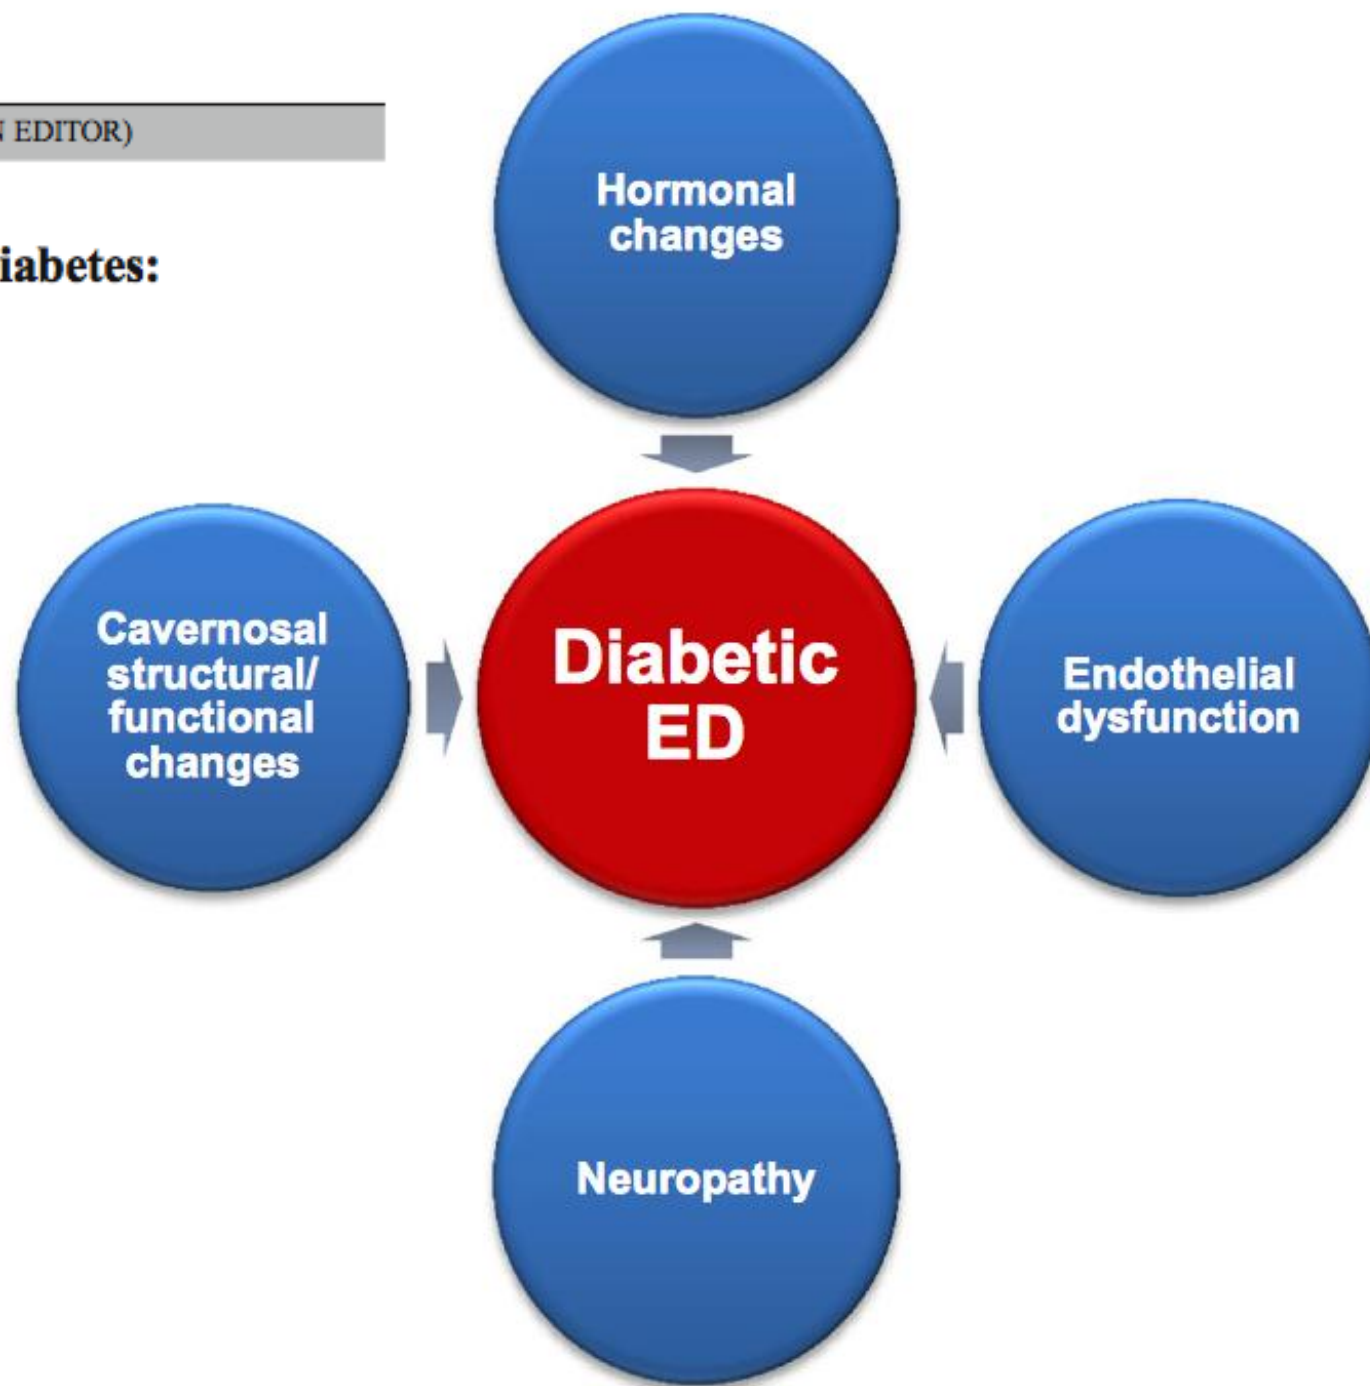 EDITOR)
Hormonal
changes
iabetes:
Cavernosal
structural/
functional
changes
Diabetic
ED
Endothelial
dysfunction
Neuropathy